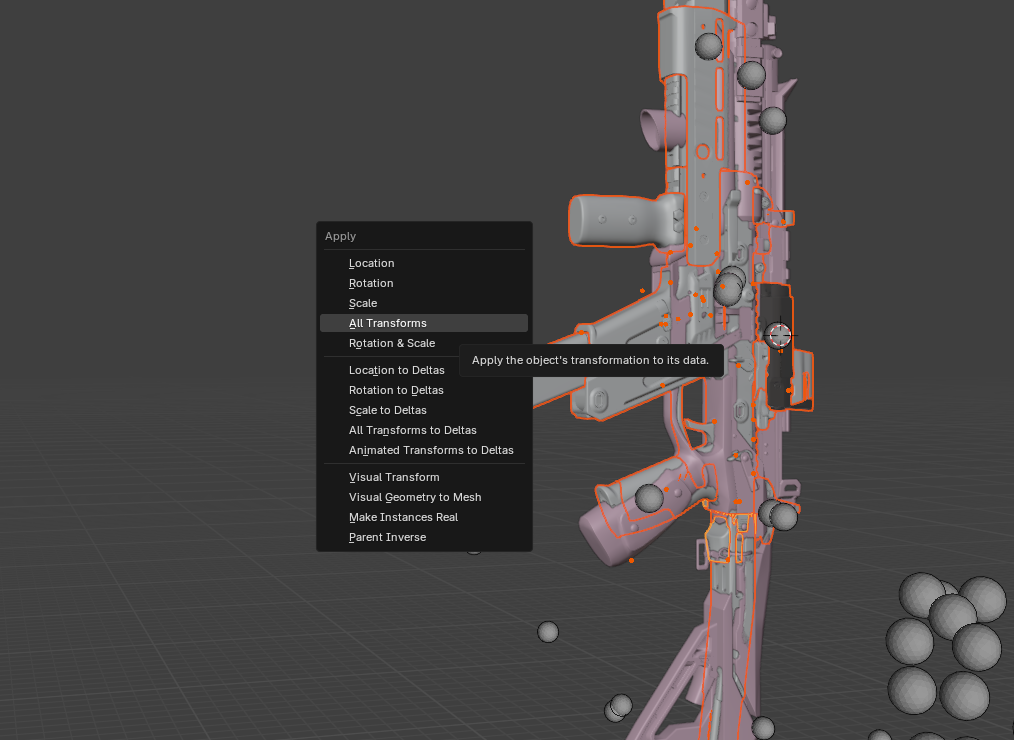 Apply
Location
Rotation
Scale
All Transforms
Rotation & Scale
Apply the object's transformation to its data.
Location to Deltas
Rotation to Deltas
Scale to Deltas
All Transforms to Deltas
Animated Transforms to Deltas
Visual Transform
Visual Geometry to Mesh
Make Instances Real
Parent Inverse